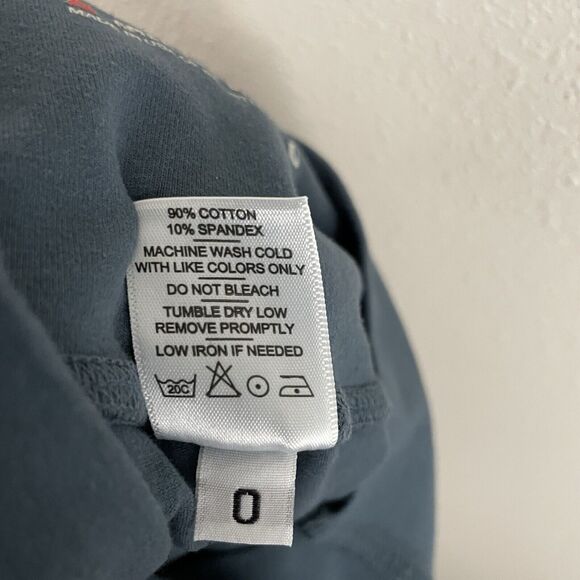 90% COTTON
10% SPANDEX
MACHINE WASH COLD
WITH LIKE COLORS ONLY
DO NOT BLEACH
TUMBLE DRY LOW
REMOVE PROMPTLY
LOW IRON IF NEEDED
20C
0